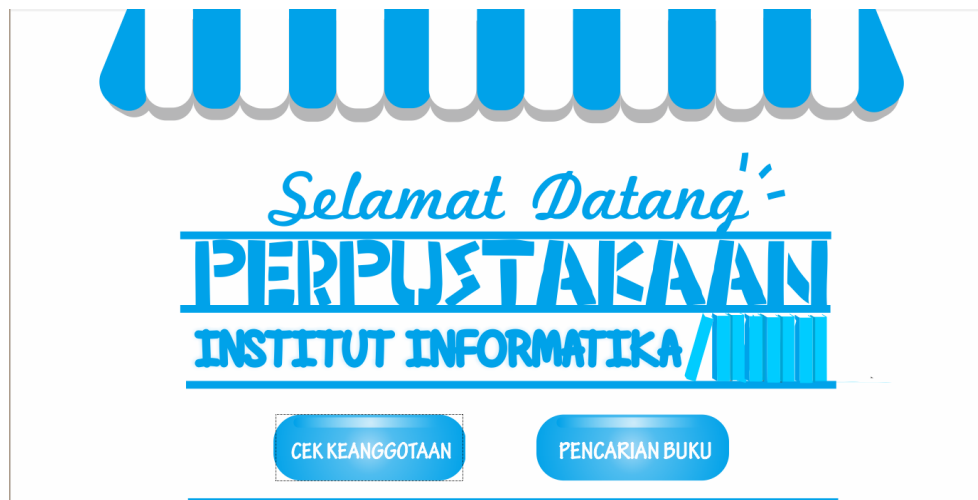 Selamat Datang
PERPUSTAKAAN
INSTITUT INFORMATIKA
CEK KEANGGOTAAN
PENCARIAN BUKU